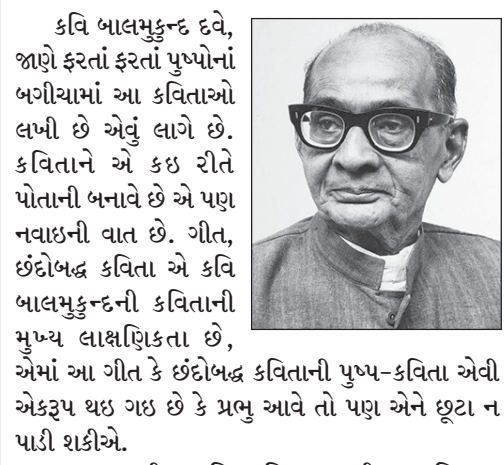 કવિ બાલમુકુન્દ દવે,
જાણે ફરતાં ફરતાં પુષ્પોનાં
બગીચામાં આ કવિતાઓ
લખી છે એવું લાગે છે.
કવિતાને એ કઇ રીતે
પોતાની બનાવે છે એ પણ
નવાઇની વાત છે. ગીત,
છંદોબદ્ધ કવિતા એ કવિ
બાલમુકુન્દની કવિતાની
મુખ્ય લાક્ષણિકતા છે,
એમાં આ ગીત કે છંદોબદ્ધ કવિતાની પુષ્પ-કવિતા એવી
એકરૂપ થઇ ગઇ છે કે પ્રભુ આવે તો પણ એને છૂટા ન
પાડી શકીએ.